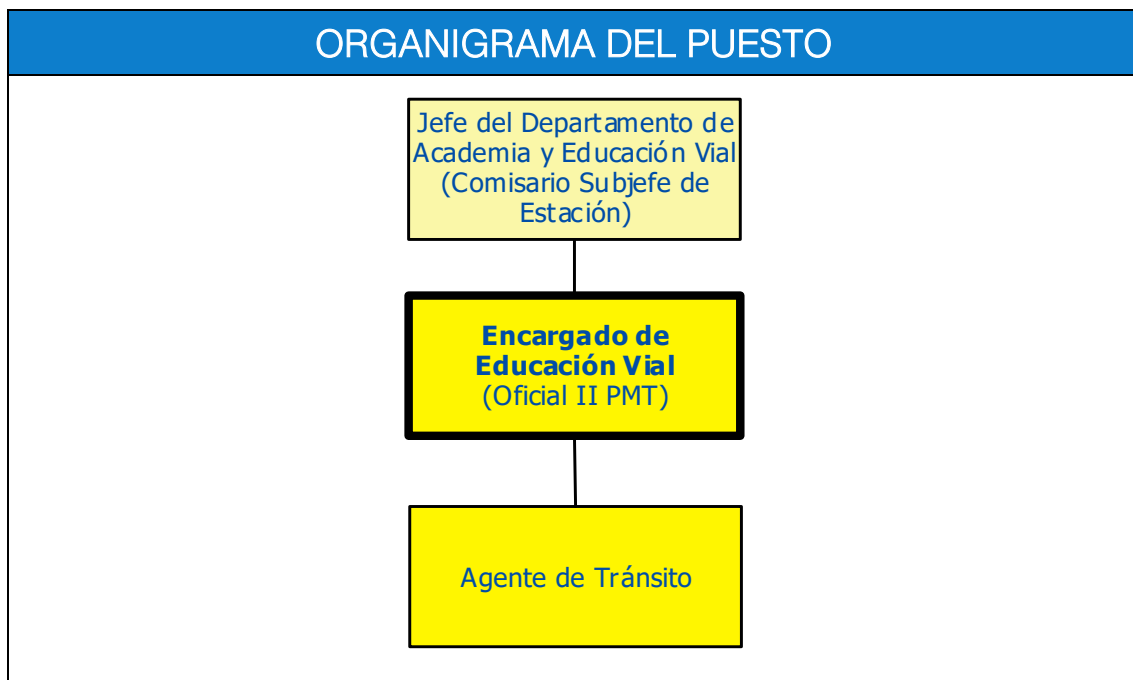 ORGANIGRAMA DEL PUESTO
Jefe del Departamento de
Academia y Educación Vial
(Comisario Subjefe de
Estación)
Encargado de
Educación Vial
(Oficial II PMT)
Agente de Tránsito